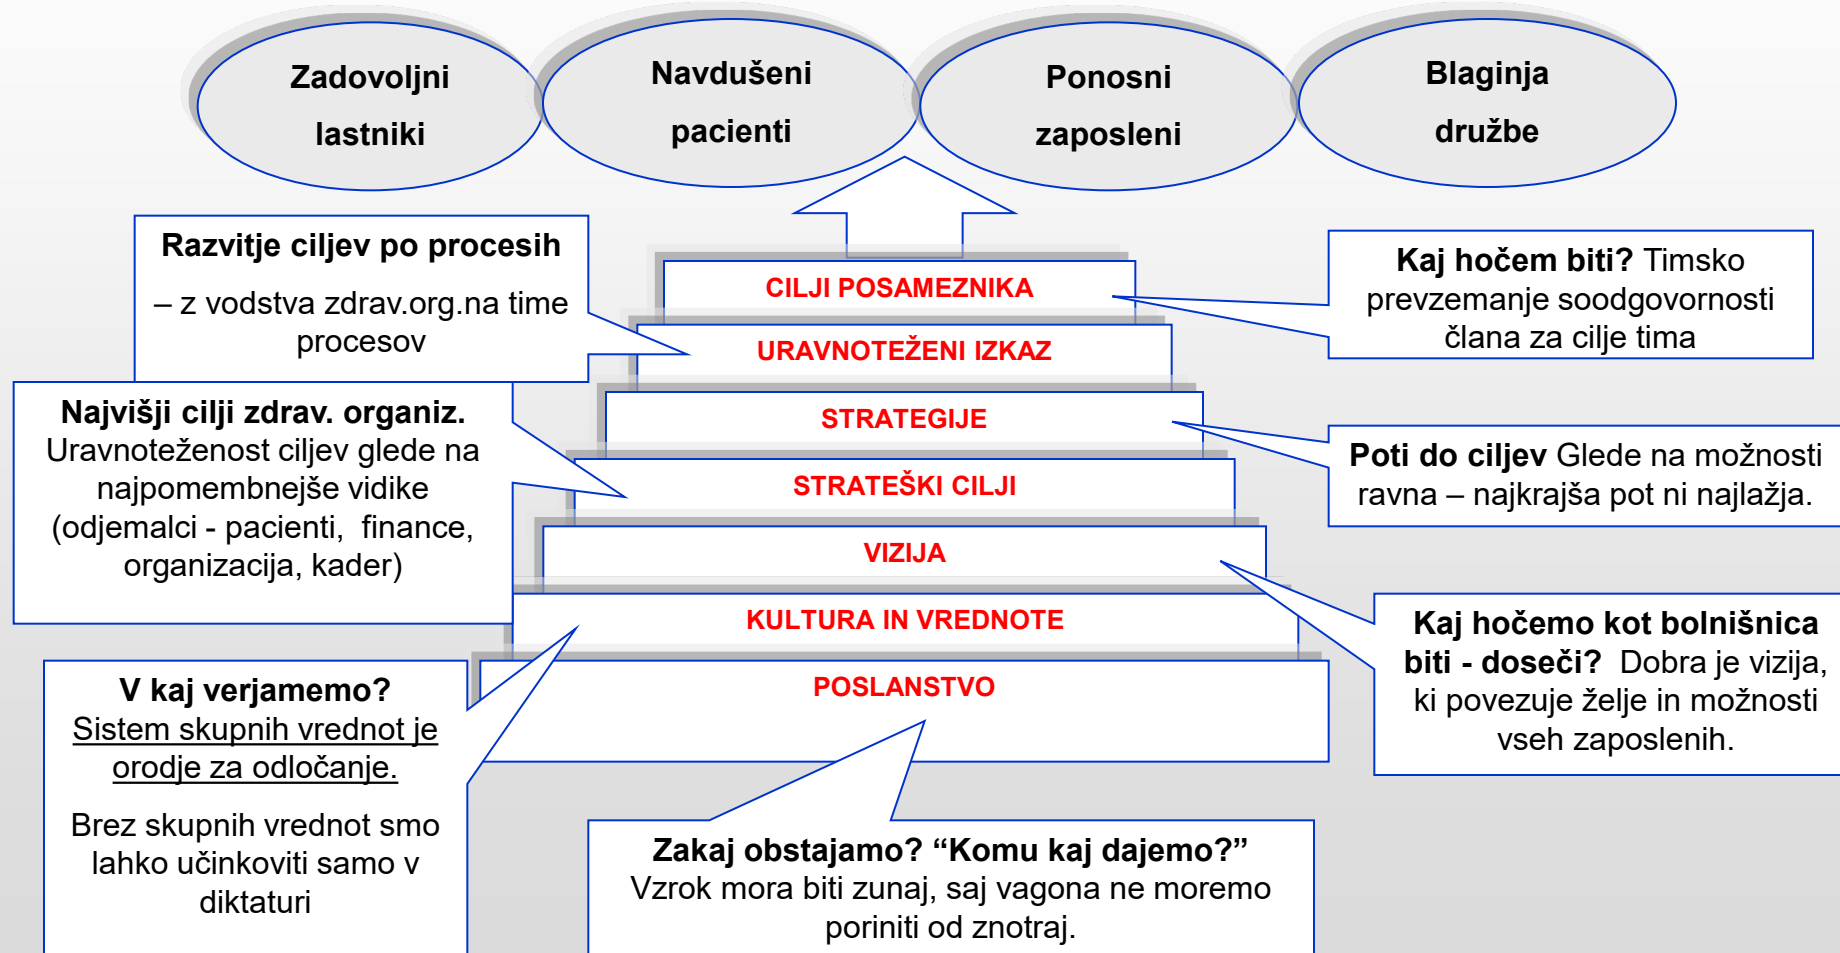 Zadovoljni
lastniki
Navdušeni
pacienti
Ponosni
zaposleni
Blaginja
družbe
Razvitje ciljev po procesih
– z vodstva zdrav.org.na time
procesov
Kaj hočem biti? Timsko
prevzemanje soodgovornosti
člana za cilje tima
CILJI POSAMEZNIKA
URAVNOTEŽENI IZKAZ
STRATEGIJE
STRATEŠKI CILJI
VIZIJA
KULTURA IN VREDNOTE
POSLANSTVO
Najvišji cilji zdrav. organiz.
Uravnoteženost ciljev glede na
najpomembnejše vidike
(odjemalci - pacienti, finance,
organizacija, kader)
Poti do ciljev Glede na možnosti
ravna – najkrajša pot ni najlažja.
Kaj hočemo kot bolnišnica
biti - doseči? Dobra je vizija,
ki povezuje želje in možnosti
vseh zaposlenih.
V kaj verjamemo?
Sistem skupnih vrednot je
orodje za odločanje.
Brez skupnih vrednot smo
lahko učinkoviti samo v
diktaturi
Zakaj obstajamo? “Komu kaj dajemo?”
Vzrok mora biti zunaj, saj vagona ne moremo
poriniti od znotraj.